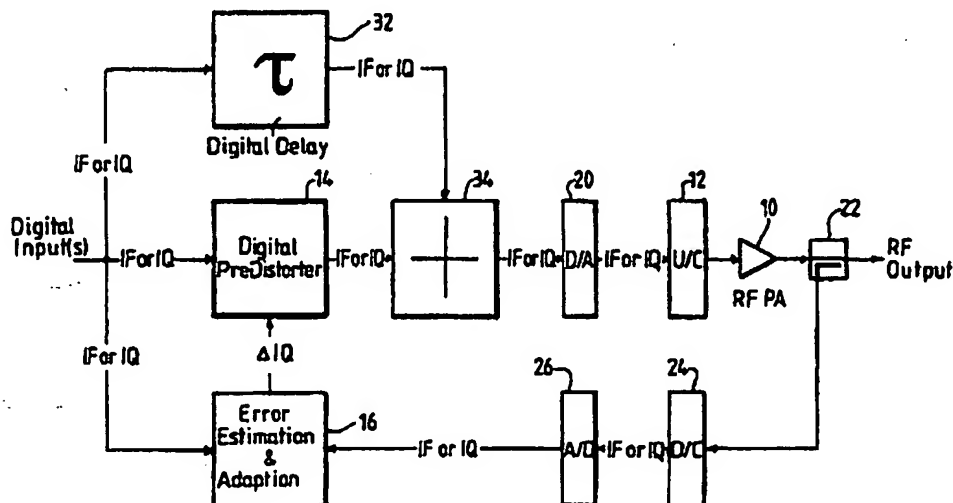 32
τ
IF or IQ
Digital Delay
IF or IQ
14
34
20
12
10
22
Digital
Input(s)
IF or IQ
Digital
PreDistorter
IF or IQ
IF or IQ
D/A
IF or IQ
U/C
RF PA
RF
Output
IF or IQ
Δ IQ
26
24
Error
Estimation
&
Adaption
16
IF or IQ
A/D
IF or IQ
D/C